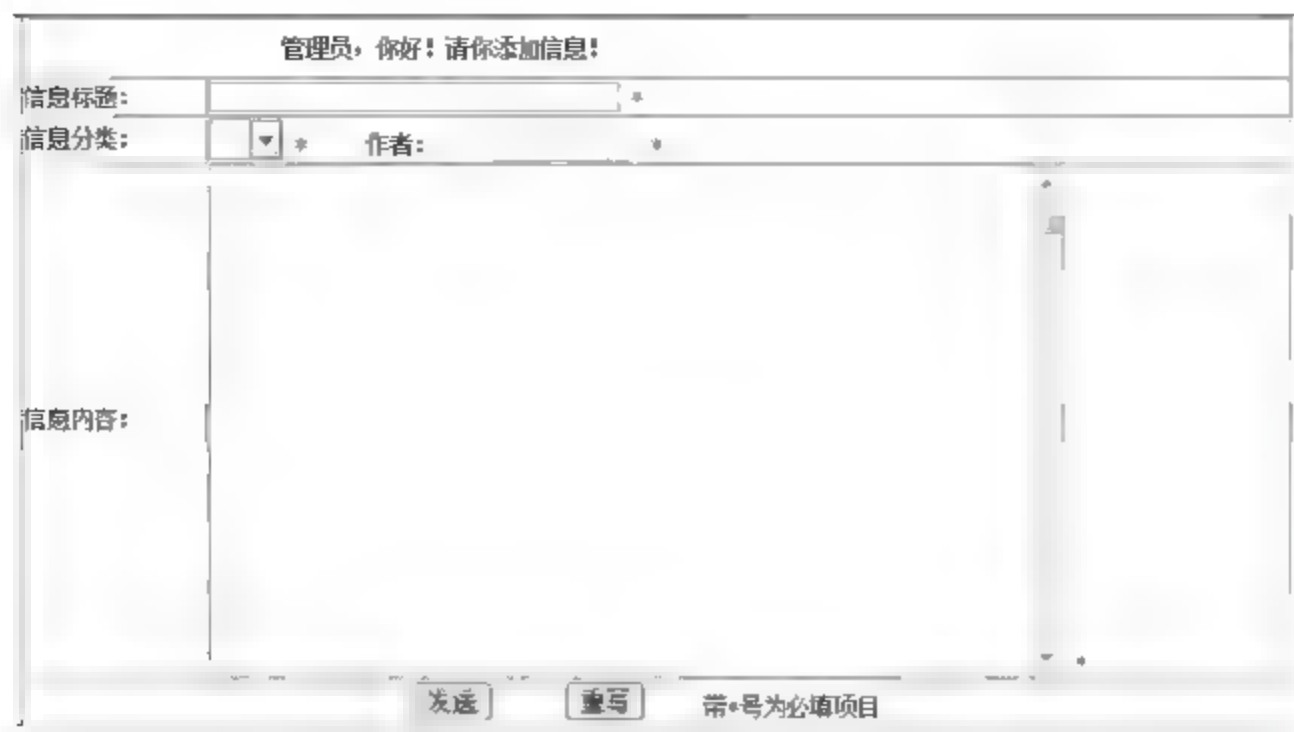 管理员，你好！请你添加信息！
信息标题： *
信息分类： * 作者： *
信息内容： *
发送 重写 带*号为必填项目